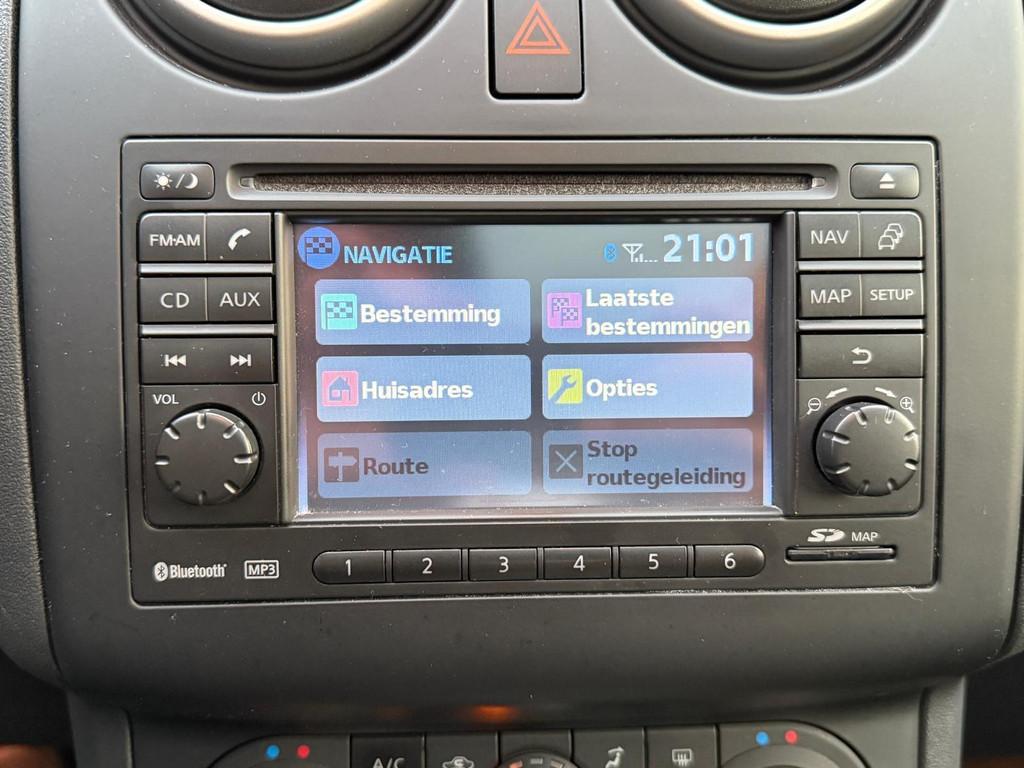 FM·AM
CD AUX
VOL
NAVIGATIE
21:01
Bestemming
Laatste
bestemmingen
Huisadres
Opties
Route
Stop
routegeleiding
NAV
MAP SETUP
Bluetooth
MP3
1 2 3 4 5 6
SD MAP
A/C